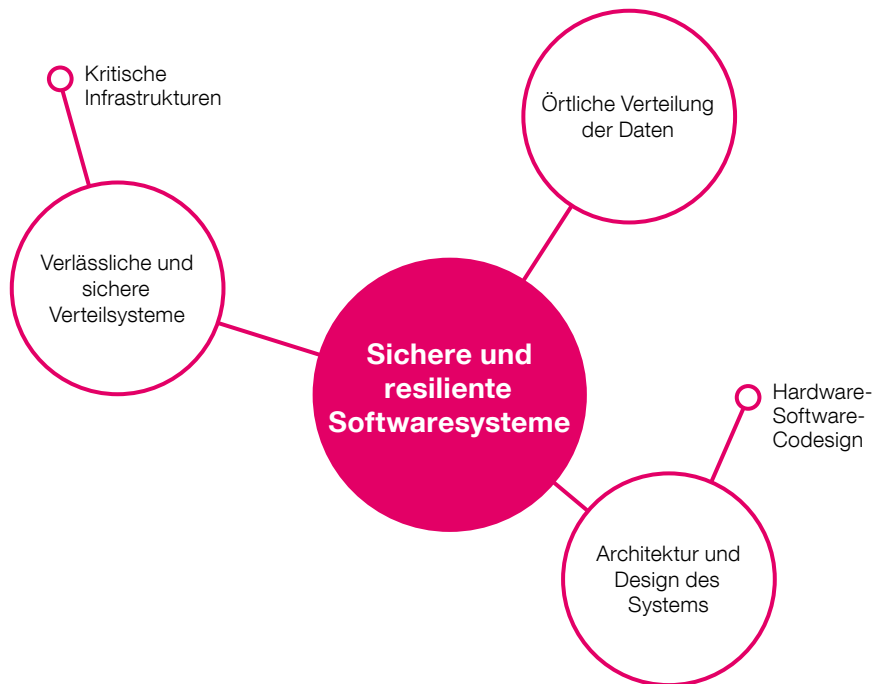 Kritische
Infrastrukturen
Örtliche Verteilung
der Daten
Verlässliche und
sichere
Verteilsysteme
Sichere und
resiliente
Softwaresysteme
Hardware-
Software-
Codesign
Architektur und
Design des
Systems